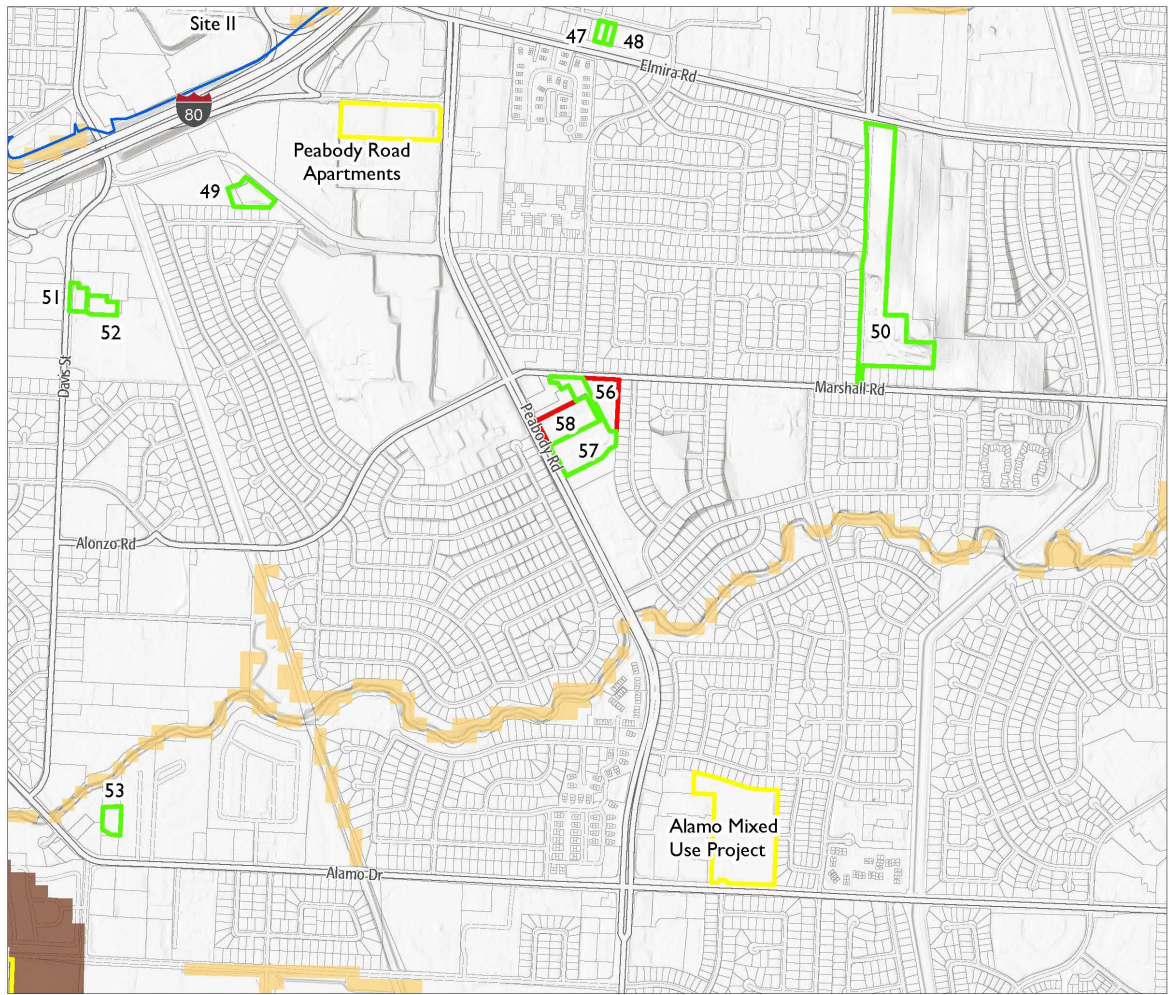 Site II
47
48
Elmira Rd
80
Peabody Road
Apartments
49
51
52
50
Davis St
Marshall Rd
56
58
57
Peabody Rd
Alonzo Rd
53
Alamo Mixed
Use Project
Alamo Dr